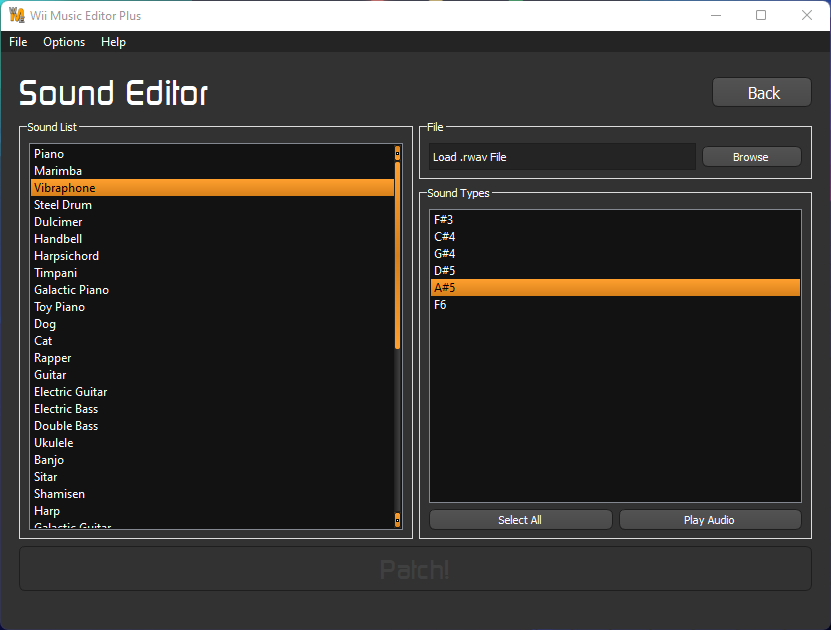 Wii Music Editor Plus
File Options Help
Sound Editor
Back
Sound List
Piano
Marimba
Vibraphone
Steel Drum
Dulcimer
Handbell
Harpsichord
Timpani
Galactic Piano
Toy Piano
Dog
Cat
Rapper
Guitar
Electric Guitar
Electric Bass
Double Bass
Ukulele
Banjo
Sitar
Shamisen
Harp
Galactic Guitar
File
Load .rwav File
Browse
Sound Types
F#3
C#4
G#4
D#5
A#5
F6
Select All
Play Audio
Patch!